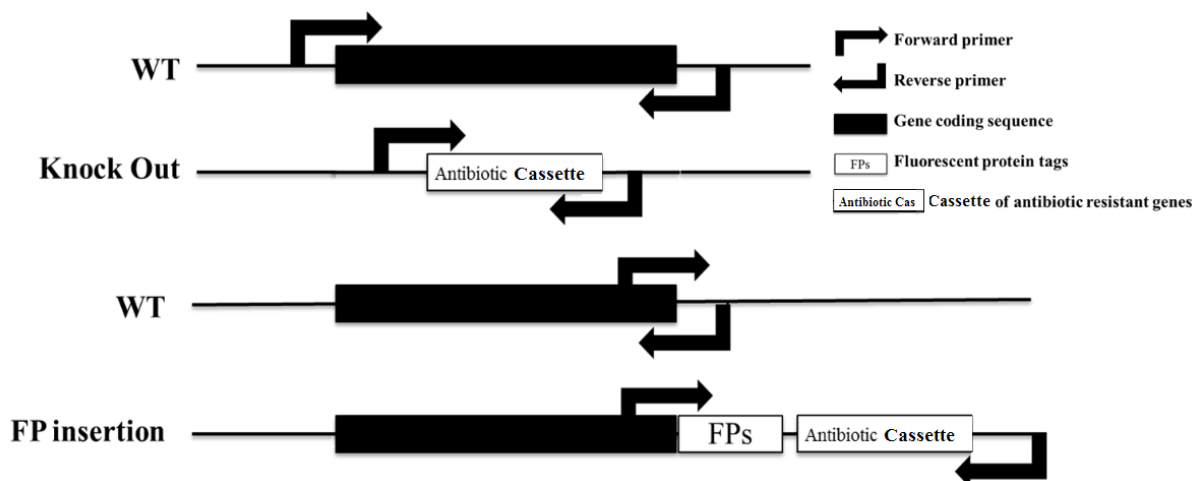 WT
Forward primer
Reverse primer
Knock Out
Antibiotic Cassette
Gene coding sequence
FPs Fluorescent protein tags
Antibiotic Cas Cassette of antibiotic resistant genes
WT
FP insertion
FPs
Antibiotic Cassette